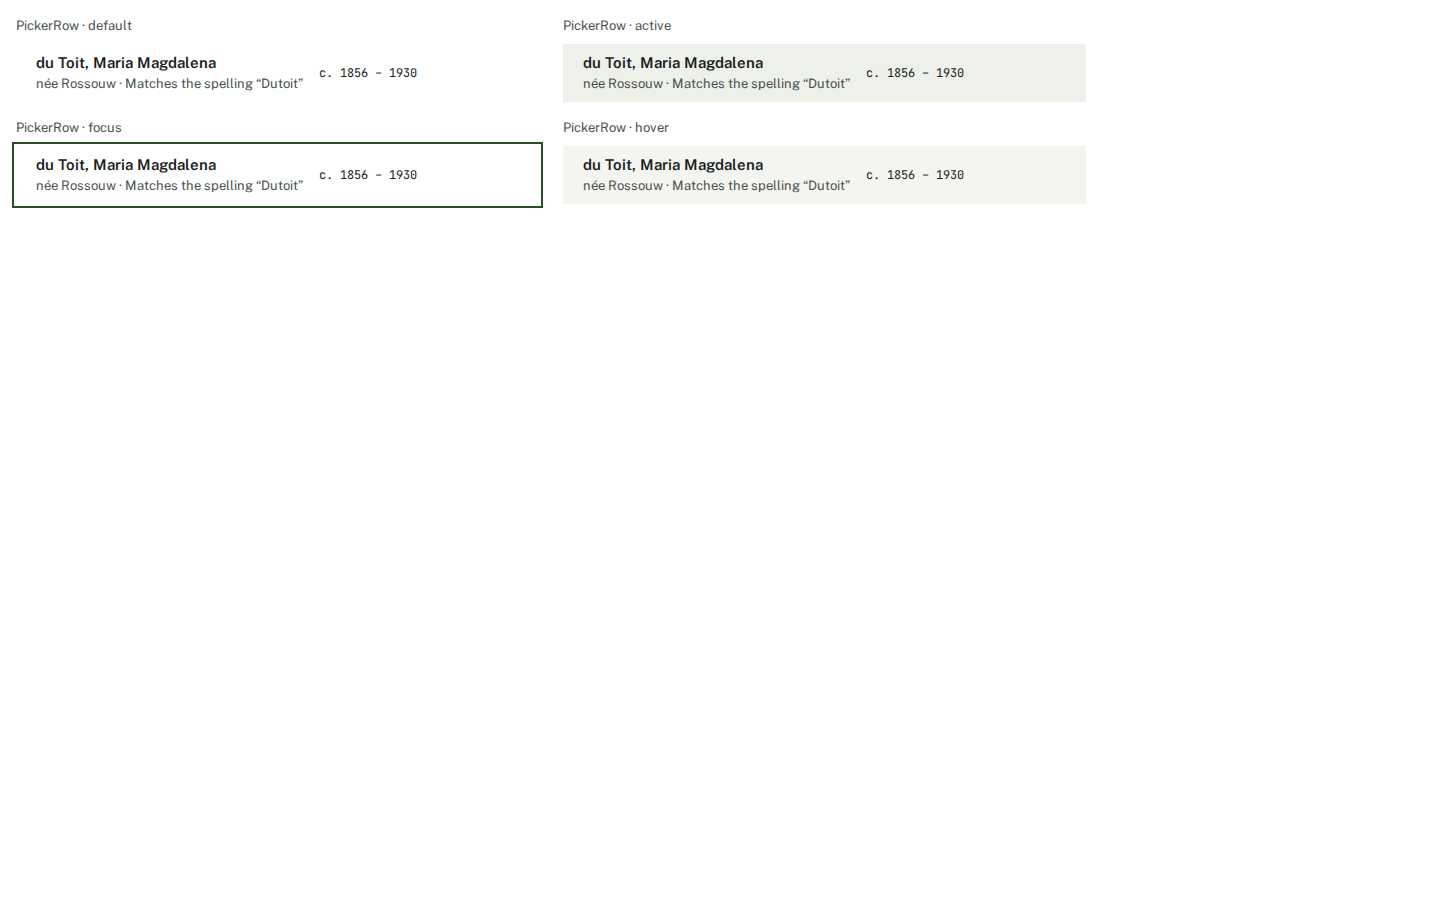 PickerRow · default
du Toit, Maria Magdalena
née Rossouw · Matches the spelling “Dutoit”
c. 1856 – 1930
PickerRow · active
du Toit, Maria Magdalena
née Rossouw · Matches the spelling “Dutoit”
c. 1856 – 1930
PickerRow · focus
du Toit, Maria Magdalena
née Rossouw · Matches the spelling “Dutoit”
c. 1856 – 1930
PickerRow · hover
du Toit, Maria Magdalena
née Rossouw · Matches the spelling “Dutoit”
c. 1856 – 1930